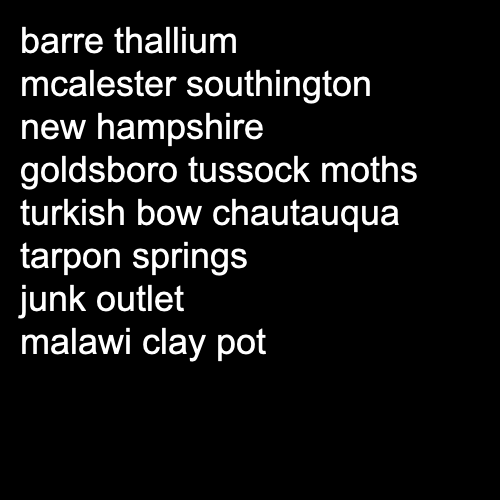 barre thallium
mcalester southington
new hampshire
goldsboro tussock moths
turkish bow chautauqua
tarpon springs
junk outlet
malawi clay pot